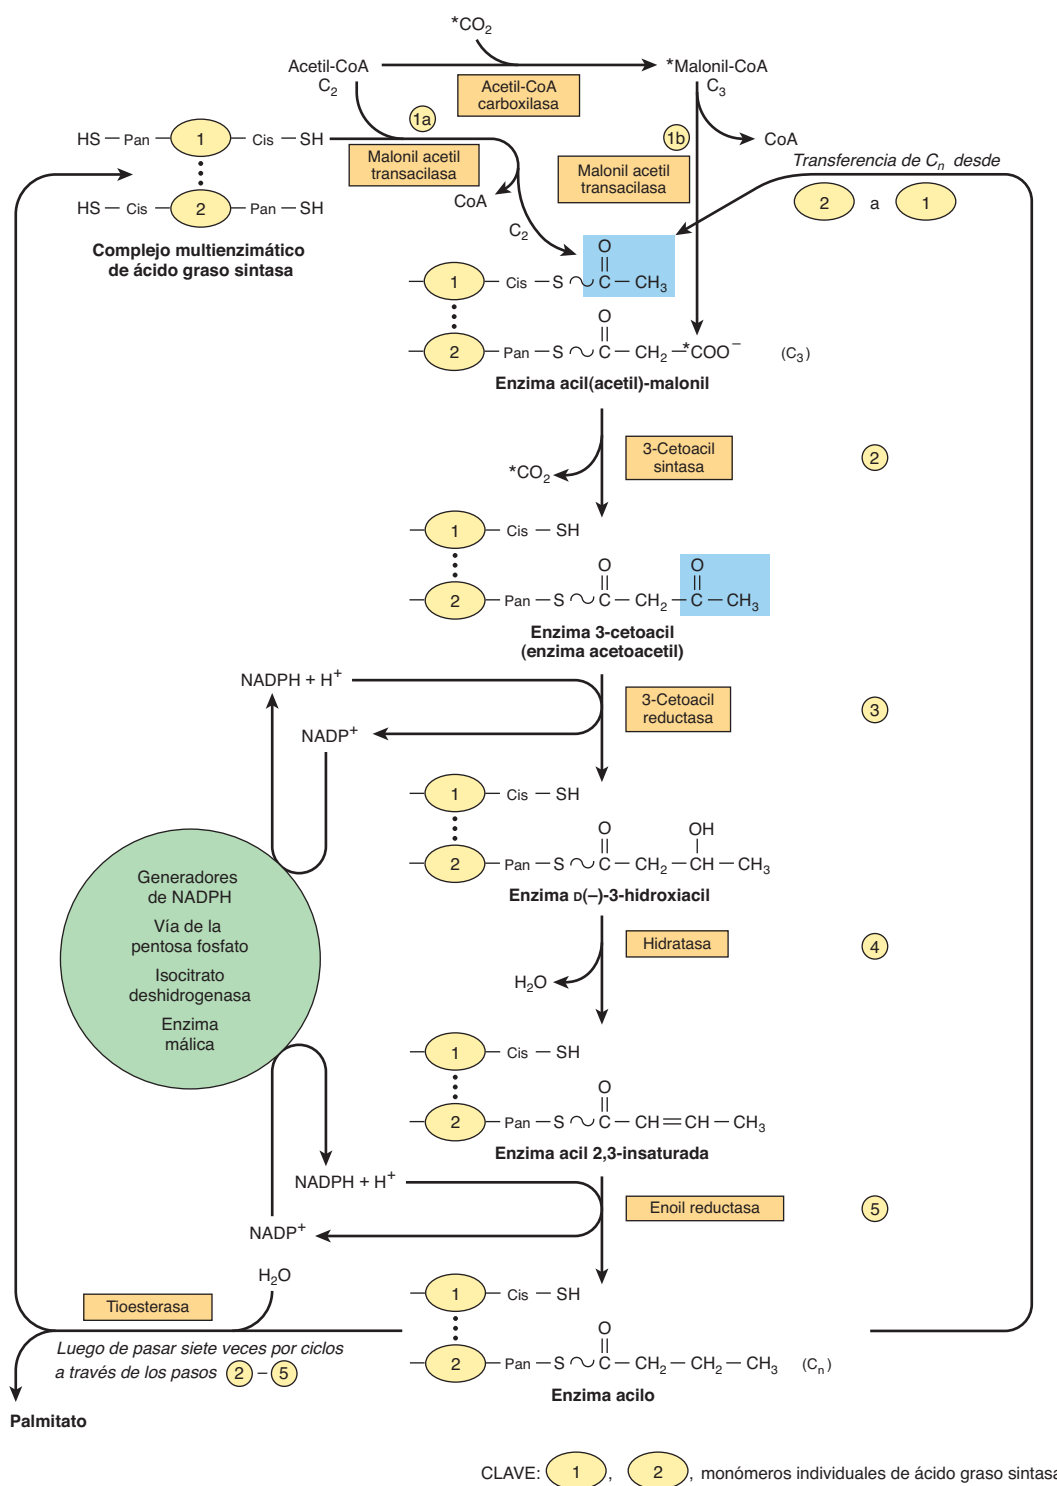 *CO2
Acetil-CoA
C2
*Malonil-CoA
C3
Acetil-CoA
carboxilasa
1a
1b
CoA
HS — Pan — 1 — Cis — SH
HS — Cis — 2 — Pan — SH
Complejo multienzimático
de ácido graso sintasa
Malonil acetil
transacilasa
CoA
C2
Malonil acetil
transacilasa
Transferencia de Cn desde
2 a 1
O
1 — Cis — S ~ C — CH3
O
2 — Pan — S ~ C — CH2 — *COO− (C3)
Enzima acil(acetil)-malonil
*CO2
3-Cetoacil
sintasa
2
1 — Cis — SH
O O
2 — Pan — S ~ C — CH2 — C — CH3
Enzima 3-cetoacil
(enzima acetoacetil)
NADPH + H+
NADP+
3-Cetoacil
reductasa
3
1 — Cis — SH
O OH
2 — Pan — S ~ C — CH2 — CH — CH3
Enzima D(–)-3-hidroxiacil
Generadores
de NADPH
Vía de la
pentosa fosfato
Isocitrato
deshidrogenasa
Enzima
málica
Hidratasa
4
H2O
1 — Cis — SH
O
2 — Pan — S ~ C — CH=CH — CH3
Enzima acil 2,3-insaturada
NADPH + H+
NADP+
Enoil reductasa
5
H2O
Tioesterasa
1 — Cis — SH
O
2 — Pan — S ~ C — CH2 — CH2 — CH3 (Cn)
Enzima acilo
Luego de pasar siete veces por ciclos
a través de los pasos 2 – 5
Palmitato
CLAVE: 1, 2, monómeros individuales de ácido graso sintasa